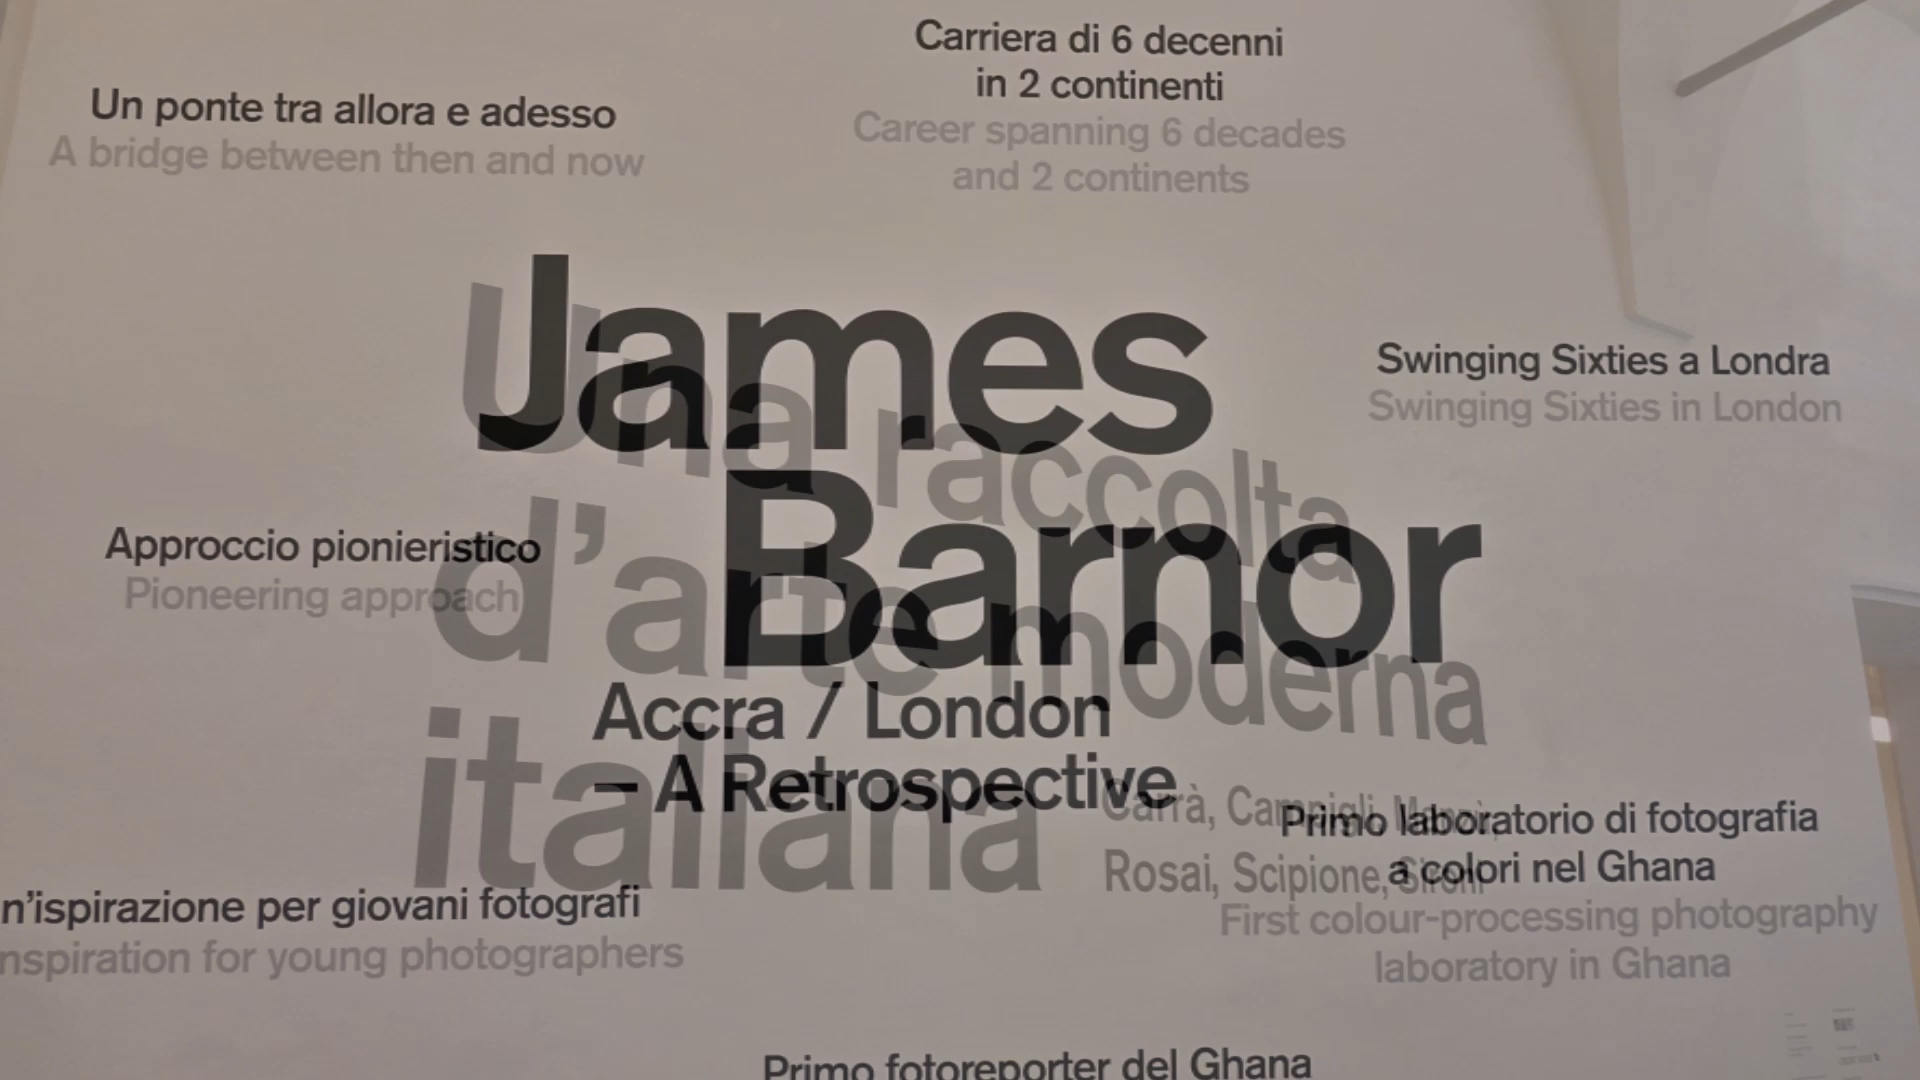 Carriera di 6 decenni
in 2 continenti
Career spanning 6 decades
and 2 continents
Un ponte tra allora e adesso
A bridge between then and now
James
Barnor
Accra / London
– A Retrospective
Una raccolta
d'arte moderna
italiana
Carrà, Campigli,
Rosai, Scipione, Sironi
Swinging Sixties a Londra
Swinging Sixties in London
Approccio pionieristico
Pioneering approach
Primo laboratorio di fotografia
a colori nel Ghana
First colour-processing photography
laboratory in Ghana
n'ispirazione per giovani fotografi
nspiration for young photographers
Primo fotoreporter del Ghana